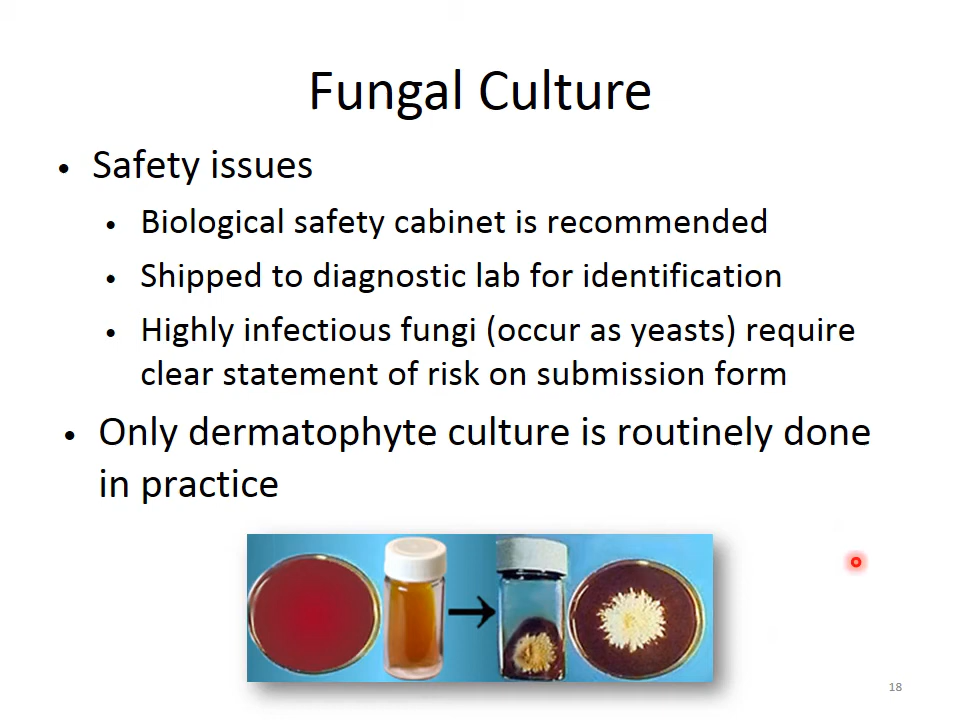 Fungal Culture
• Safety issues
• Biological safety cabinet is recommended
• Shipped to diagnostic lab for identification
• Highly infectious fungi (occur as yeasts) require
clear statement of risk on submission form
• Only dermatophyte culture is routinely done
in practice
18